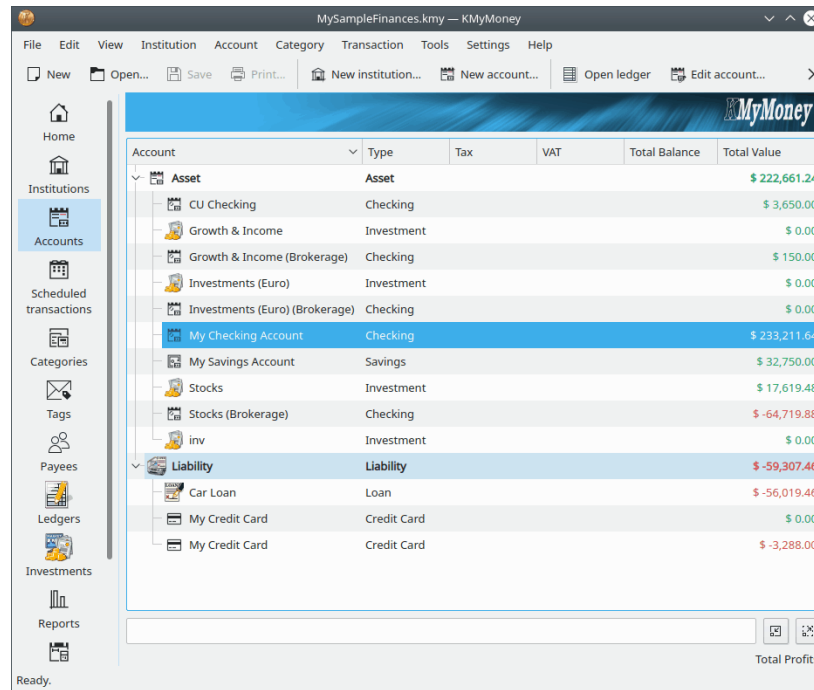 MySampleFinances.kmy — KMyMoney
File Edit View Institution Account Category Transaction Tools Settings Help
New Open... Save Print... New institution... New account... Open ledger Edit account...
KMyMoney
Home
Institutions
Accounts
Scheduled
transactions
Categories
Tags
Payees
Ledgers
Investments
Reports
Account Type Tax VAT Total Balance Total Value
Asset Asset $ 222,661.24
CU Checking Checking $ 3,650.00
Growth & Income Investment $ 0.00
Growth & Income (Brokerage) Checking $ 150.00
Investments (Euro) Investment $ 0.00
Investments (Euro) (Brokerage) Checking $ 0.00
My Checking Account Checking $ 233,211.64
My Savings Account Savings $ 32,750.00
Stocks Investment $ 17,619.48
Stocks (Brokerage) Checking $ -64,719.88
inv Investment $ 0.00
Liability Liability $ -59,307.46
Car Loan Loan $ -56,019.46
My Credit Card Credit Card $ 0.00
My Credit Card Credit Card $ -3,288.00
Total Profit
Ready.